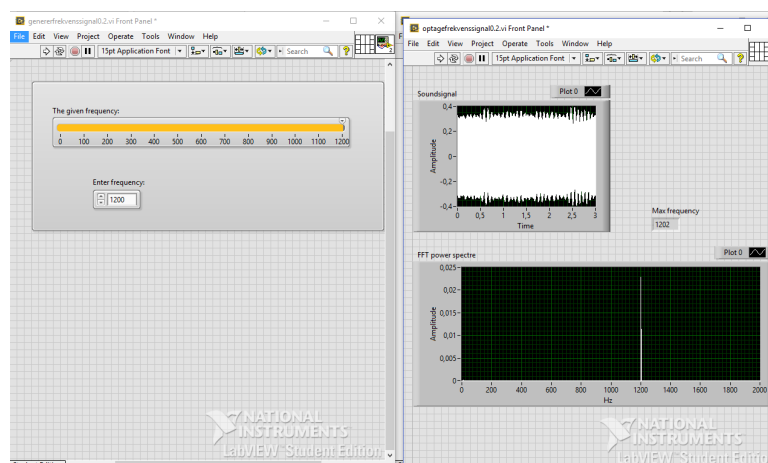 genererfrekvenssignal0.2.vi Front Panel *
File Edit View Project Operate Tools Window Help
15pt Application Font
Search
The given frequency:
0 100 200 300 400 500 600 700 800 900 1000 1100 1200
Enter frequency:
1200
NATIONAL
INSTRUMENTS
LabVIEW Student Edition
optagefrekvenssignal0.2.vi Front Panel *
File Edit View Project Operate Tools Window Help
15pt Application Font
Search
Soundsignal
Plot 0
Amplitude
0,4
0,2
0
-0,2
-0,4
0 0,5 1 1,5 2 2,5 3
Time
Max frequency
1202
FFT power spectre
Plot 0
Amplitude
0,025
0,02
0,015
0,01
0,005
0
0 200 400 600 800 1000 1200 1400 1600 1800 2000
Hz
NATIONAL
INSTRUMENTS
LabVIEW Student Edition